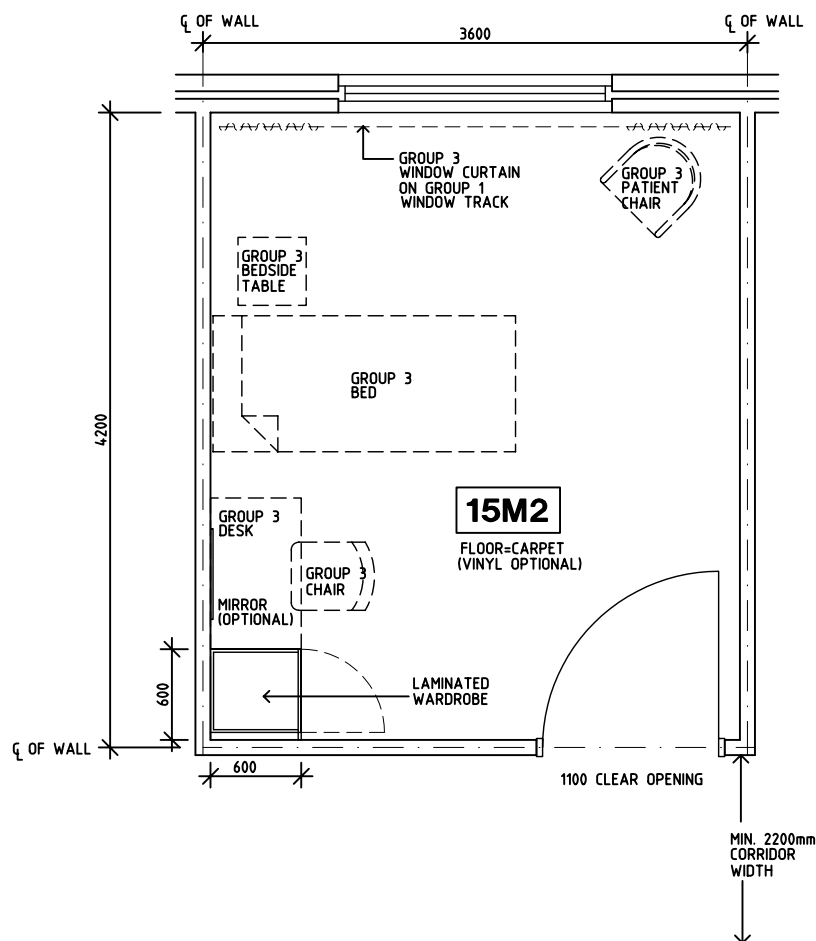 ℄ OF WALL
℄ OF WALL
3600
GROUP 3
WINDOW CURTAIN
ON GROUP 1
WINDOW TRACK
GROUP 3
PATIENT
CHAIR
GROUP 3
BEDSIDE
TABLE
GROUP 3
BED
4200
15M2
FLOOR=CARPET
(VINYL OPTIONAL)
GROUP 3
DESK
GROUP 3
CHAIR
MIRROR
(OPTIONAL)
LAMINATED
WARDROBE
600
℄ OF WALL
600
1100 CLEAR OPENING
MIN. 2200mm
CORRIDOR
WIDTH